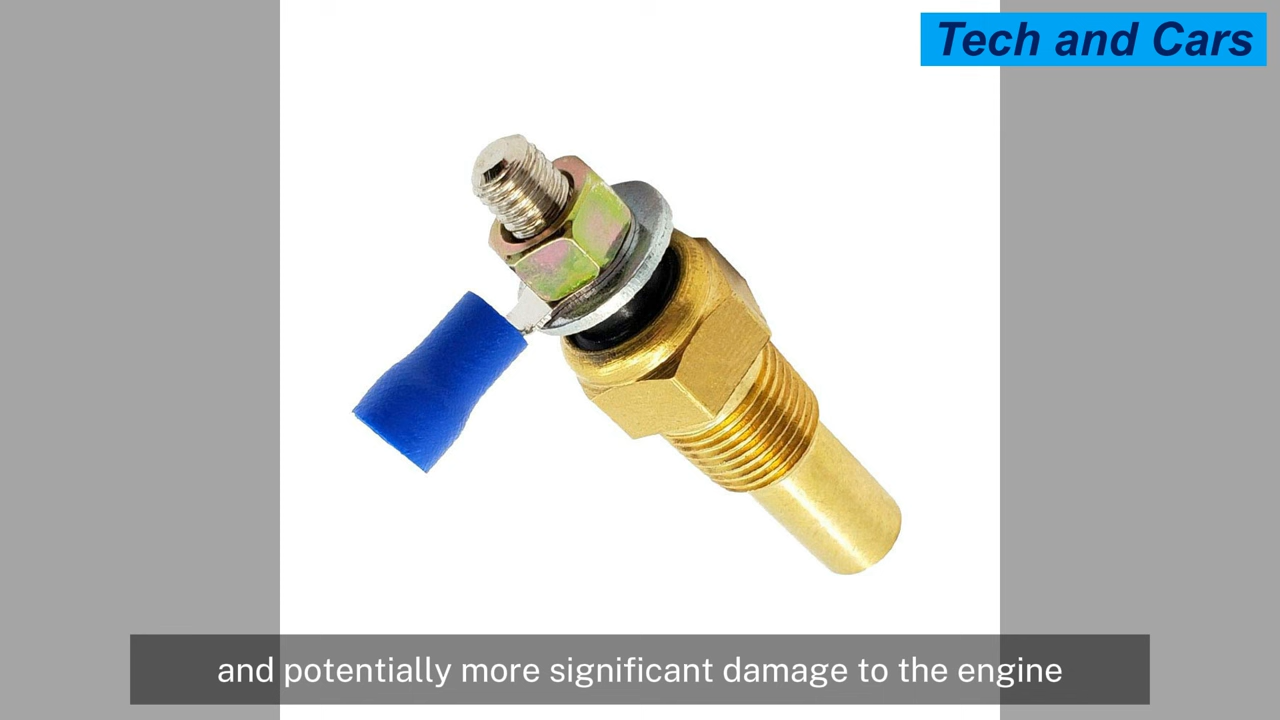 Tech and Cars
and potentially more significant damage to the engine